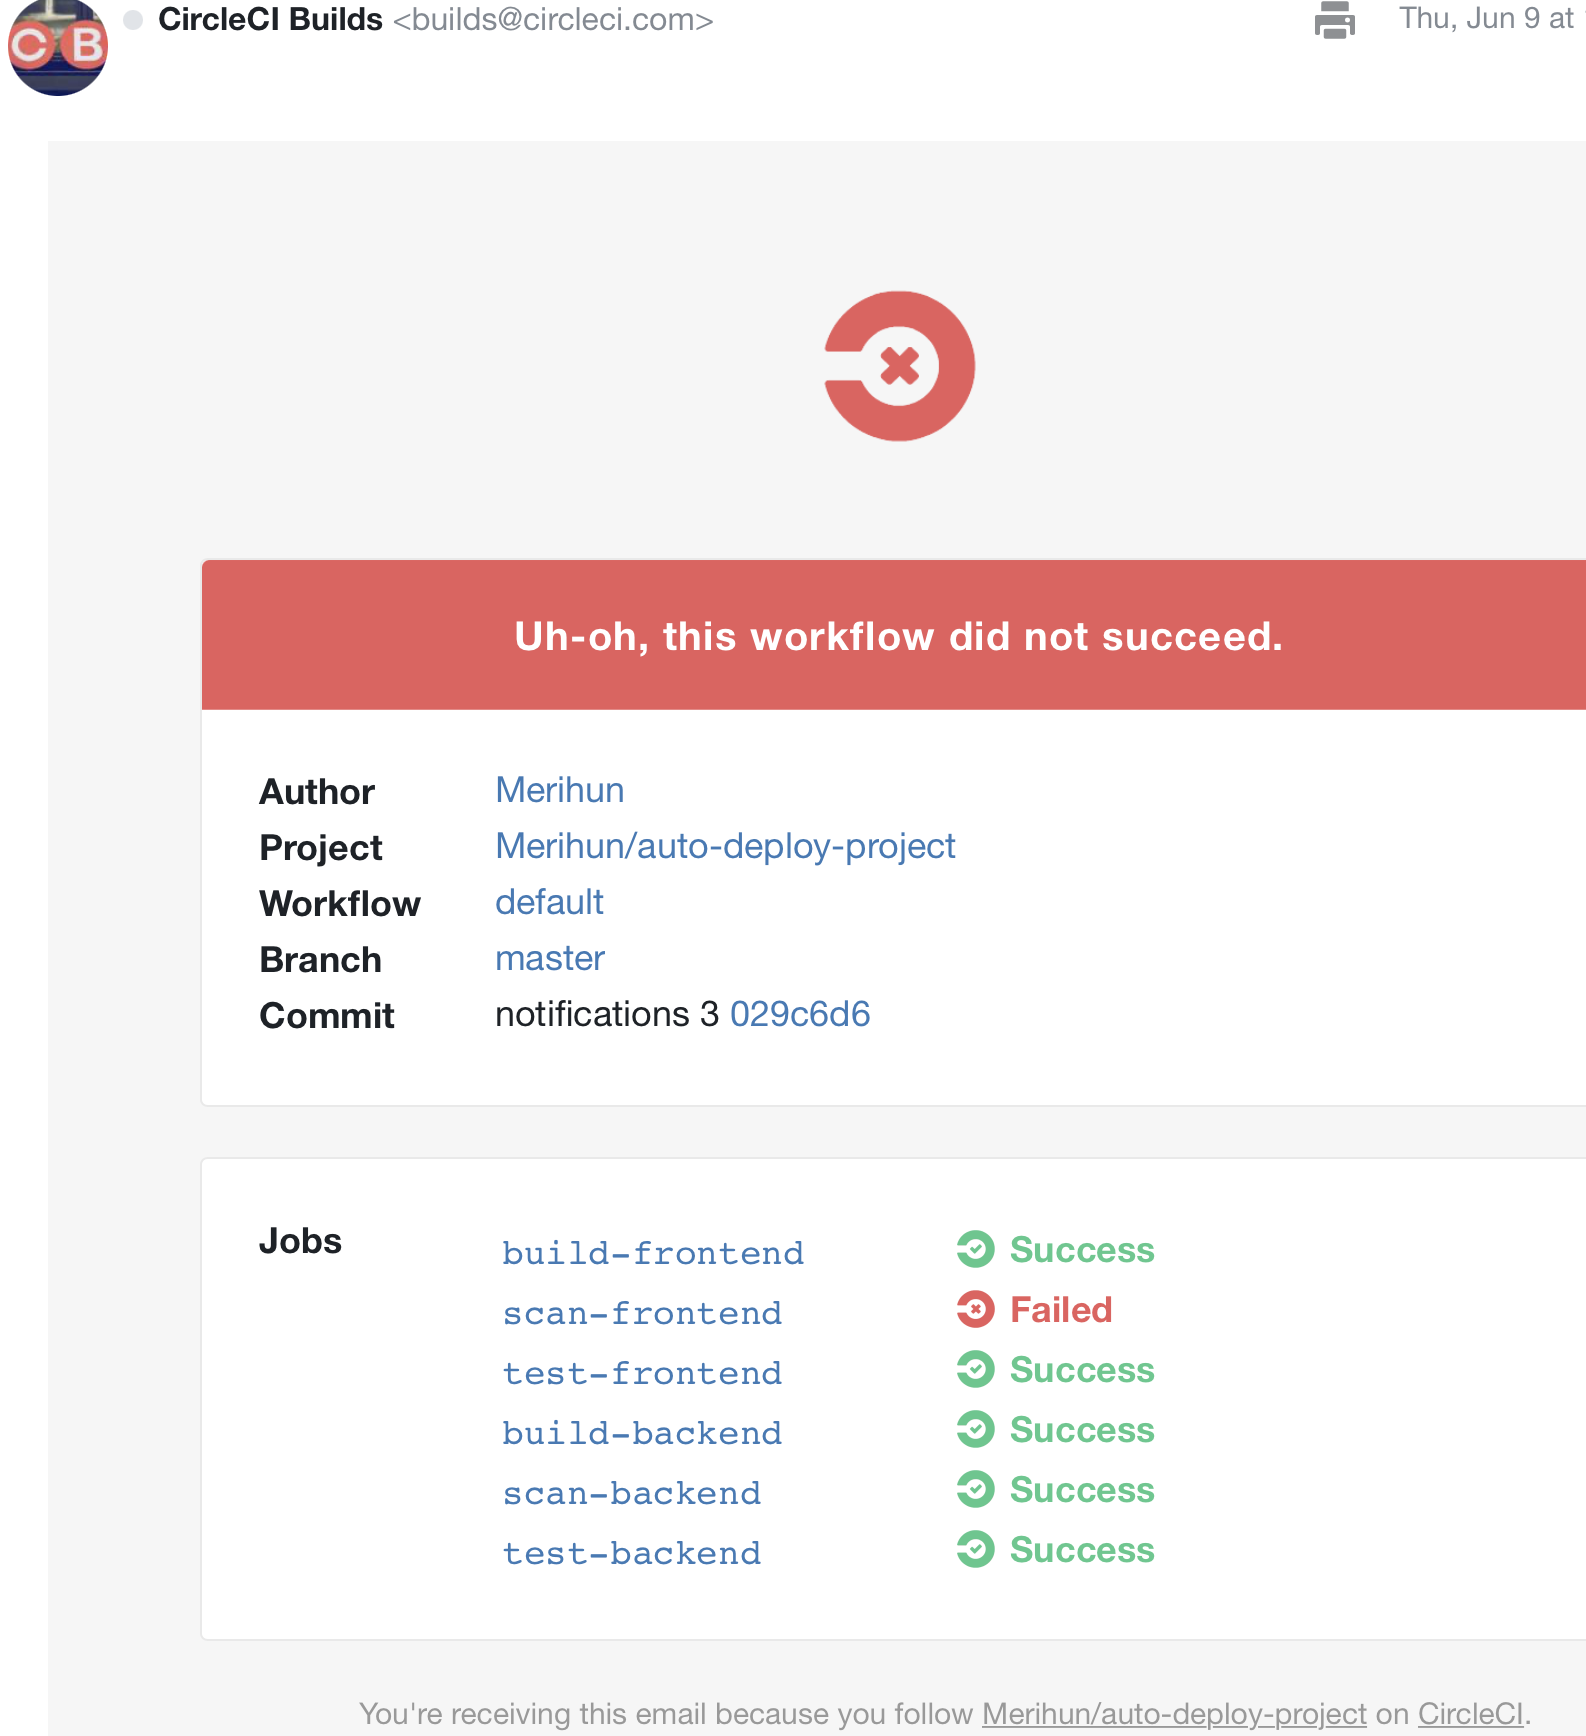 CB
CircleCI Builds <builds@circleci.com>
Thu, Jun 9 at
Uh-oh, this workflow did not succeed.
Author Merihun
Project Merihun/auto-deploy-project
Workflow default
Branch master
Commit notifications 3 029c6d6
Jobs
build-frontend Success
scan-frontend Failed
test-frontend Success
build-backend Success
scan-backend Success
test-backend Success
You're receiving this email because you follow Merihun/auto-deploy-project on CircleCI.